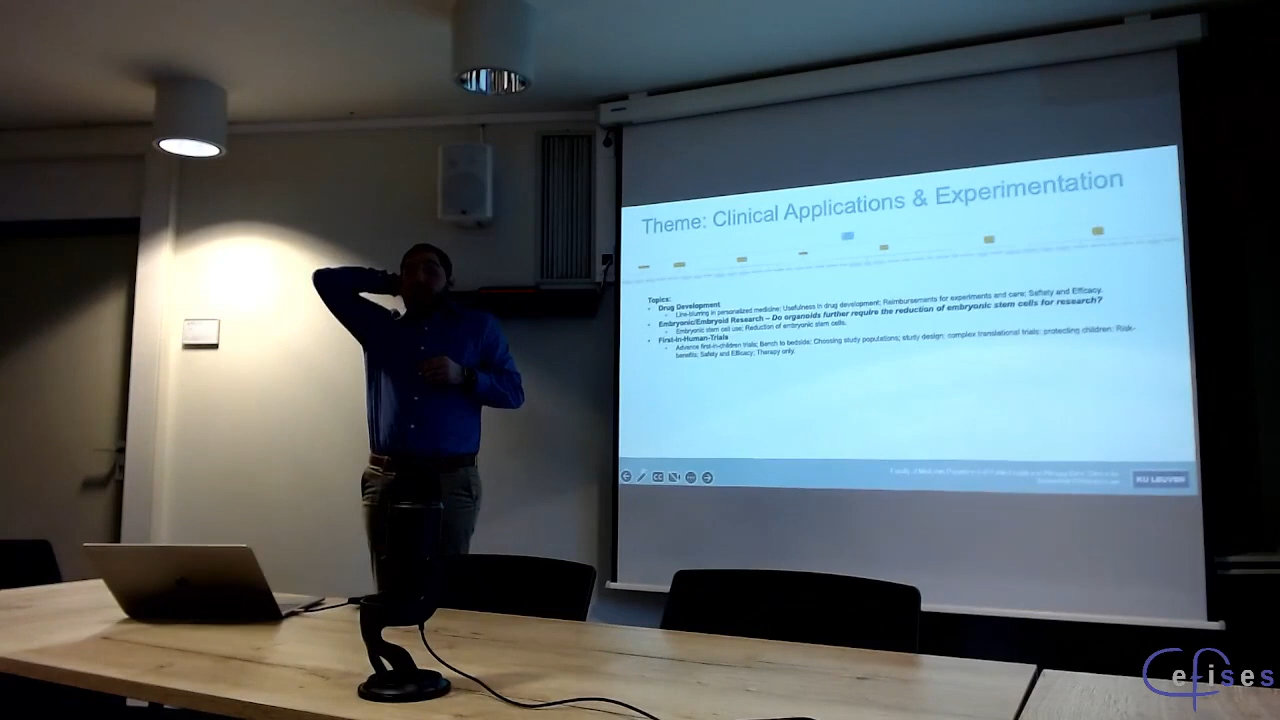 Theme: Clinical Applications & Experimentation
Topics:
Drug Development
Line-blurring in personalized medicine; Usefulness in drug development; Reimbursements for experiments and care; Saftety and Efficacy.
Embryonic/Embryoid Research – Do organoids further require the reduction of embryonic stem cells for research?
Embryonic stem cell use; Reduction of embryonic stem cells.
First-In-Human-Trials
Advance first-in-children trials; Bench to bedside: Choosing study populations; study design; complex translational trials; protecting children: Risk-
benefits; Safety and Efficacy; Therapy only.
KU LEUVEN
Cefises